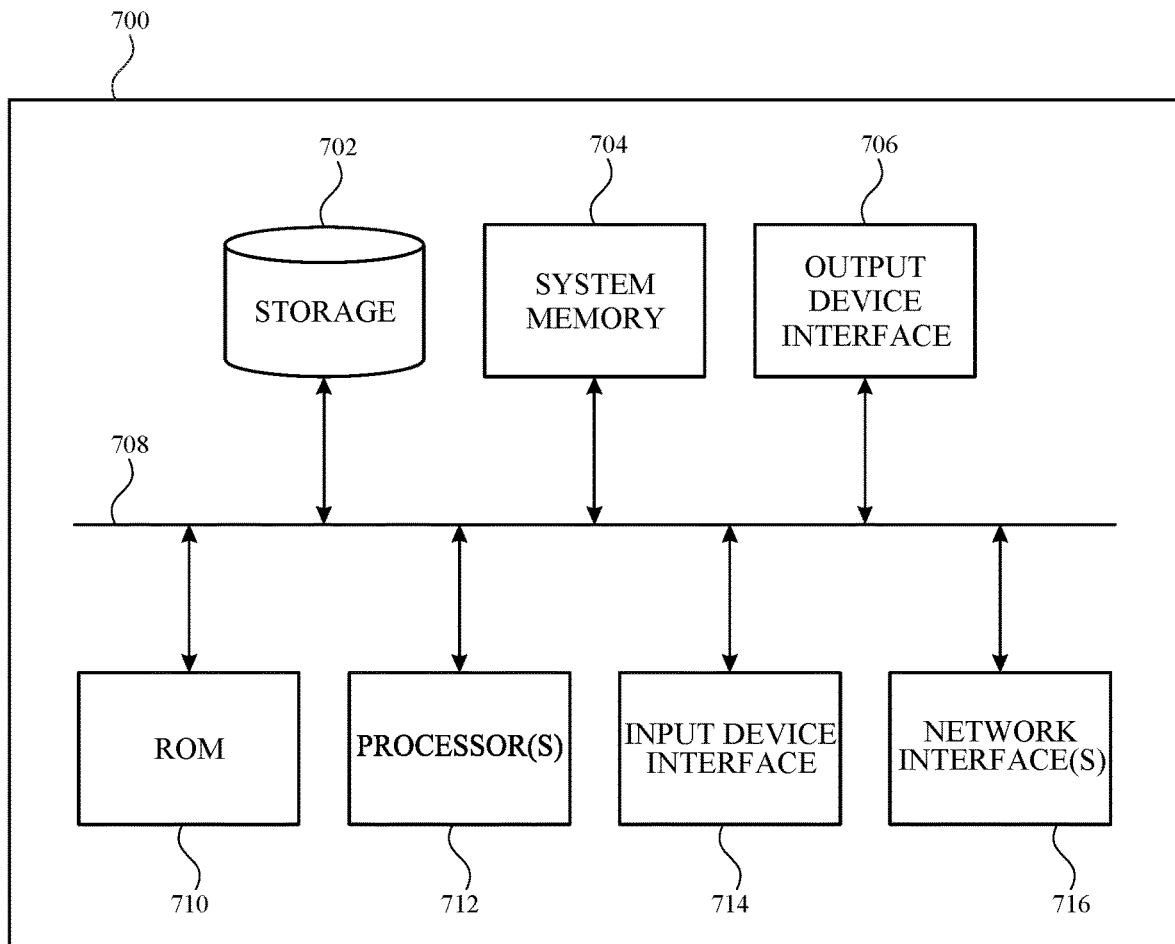 700
702
704
706
STORAGE
SYSTEM
MEMORY
OUTPUT
DEVICE
INTERFACE
708
ROM
PROCESSOR(S)
INPUT DEVICE
INTERFACE
NETWORK
INTERFACE(S)
710
712
714
716